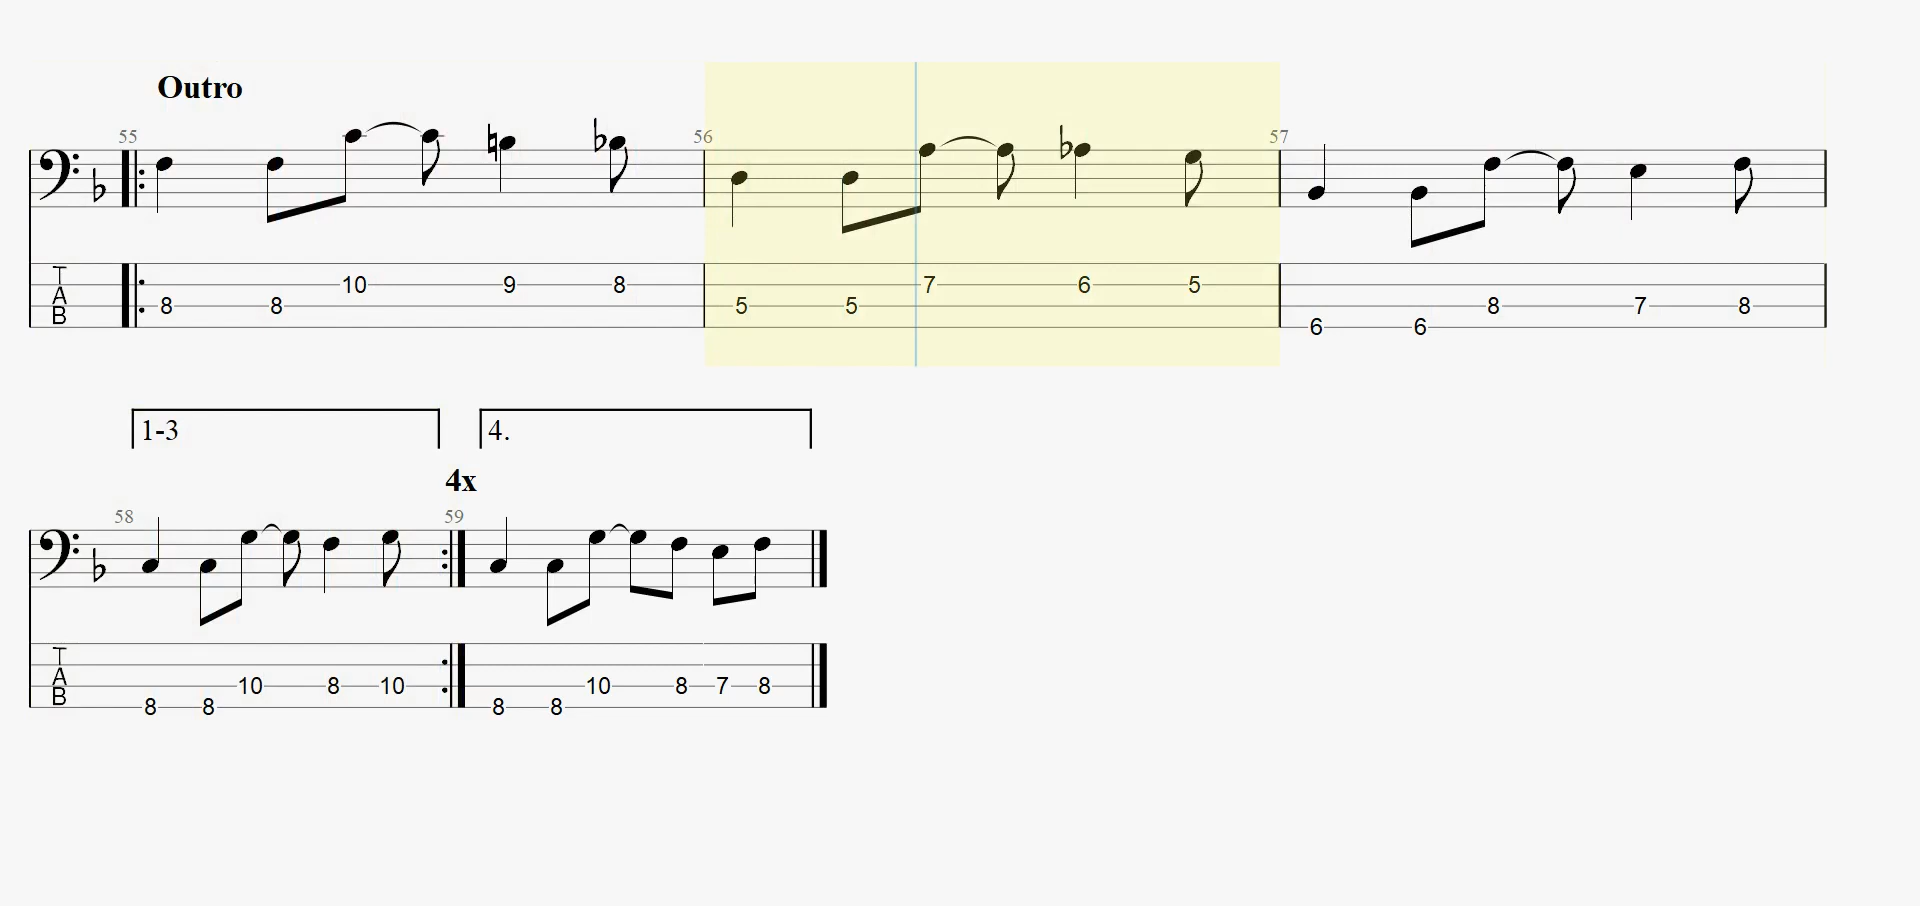 Outro
55 56 57
T
A
B
10 9 8 7 6 5
8 8 5 5 8 7 8
6 6
1-3 4.
4x
58 59
T
A
B
10 8 10 10 8 7 8
8 8 8 8